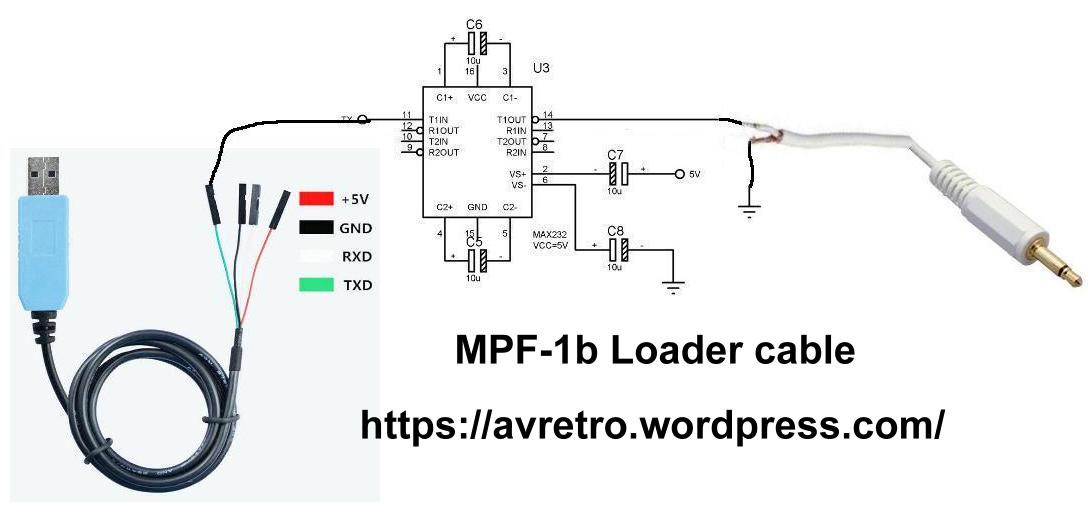 C6
+ -
10u
1 16 3
U3
C1+ VCC C1-
TX 11 T1IN T1OUT 14
12 R1OUT R1IN 13
10 T2IN T2OUT 7
9 R2OUT R2IN 8
VS+ 2
VS- 6
C7
- +
10u
5V
C2+ GND C2-
4 15 5
C5
+ -
10u
MAX232
VCC=5V
C8
+ -
10u
+5V
GND
RXD
TXD
MPF-1b Loader cable
https://avretro.wordpress.com/